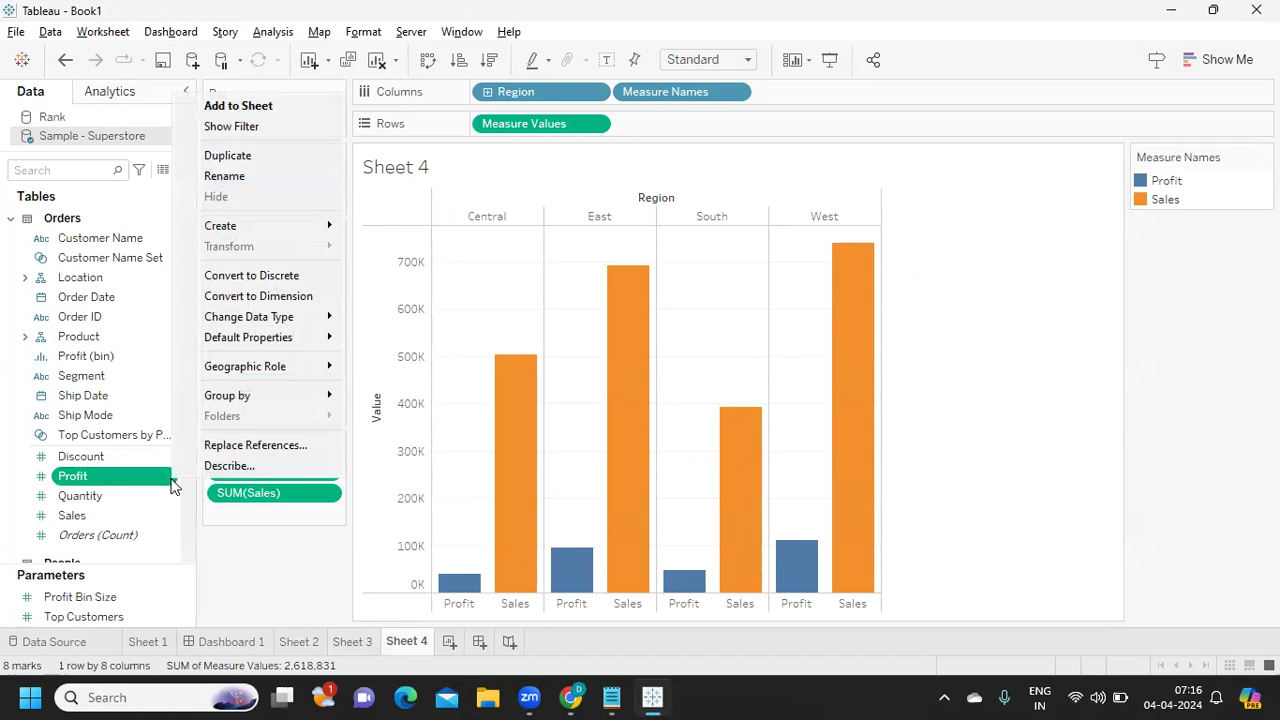 Tableau - Book1
File Data Worksheet Dashboard Story Analysis Map Format Server Window Help
Standard
Show Me
Data Analytics
Rank
Sample - Superstore
Search
Tables
Orders
Abc Customer Name
Customer Name Set
Location
Order Date
Abc Order ID
Product
Profit (bin)
Abc Segment
Ship Date
Abc Ship Mode
Top Customers by P...
Discount
Profit
Quantity
Sales
Orders (Count)
Parameters
Profit Bin Size
Top Customers
Add to Sheet
Show Filter
Duplicate
Rename
Hide
Create
Transform
Convert to Discrete
Convert to Dimension
Change Data Type
Default Properties
Geographic Role
Group by
Folders
Replace References...
Describe...
SUM(Sales)
Columns Region Measure Names
Rows Measure Values
Sheet 4
Region
Central East South West
700K
600K
500K
400K
300K
200K
100K
0K
Value
Profit Sales Profit Sales Profit Sales Profit Sales
Measure Names
Profit
Sales
Data Source Sheet 1 Dashboard 1 Sheet 2 Sheet 3 Sheet 4
8 marks 1 row by 8 columns SUM of Measure Values: 2,618,831
Search
1
ENG
IN
07:16
04-04-2024
PRE